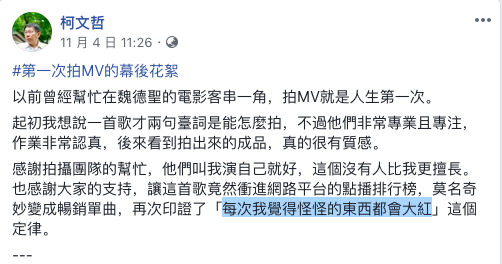 柯文哲
11 月 4 日 11:26 ·
#第一次拍MV的幕後花絮
以前曾經幫忙在魏德聖的電影客串一角，拍MV就是人生第一次。
起初我想說一首歌才兩句臺詞是能怎麼拍，不過他們非常專業且專注，
作業非常認真，後來看到拍出來的成品，真的很有質感。
感謝拍攝團隊的幫忙，他們叫我演自己就好，這個沒有人比我更擅長。
也感謝大家的支持，讓這首歌竟然衝進網路平台的點播排行榜，莫名奇
妙變成暢銷單曲，再次印證了「每次我覺得怪怪的東西都會大紅」這個
定律。
---